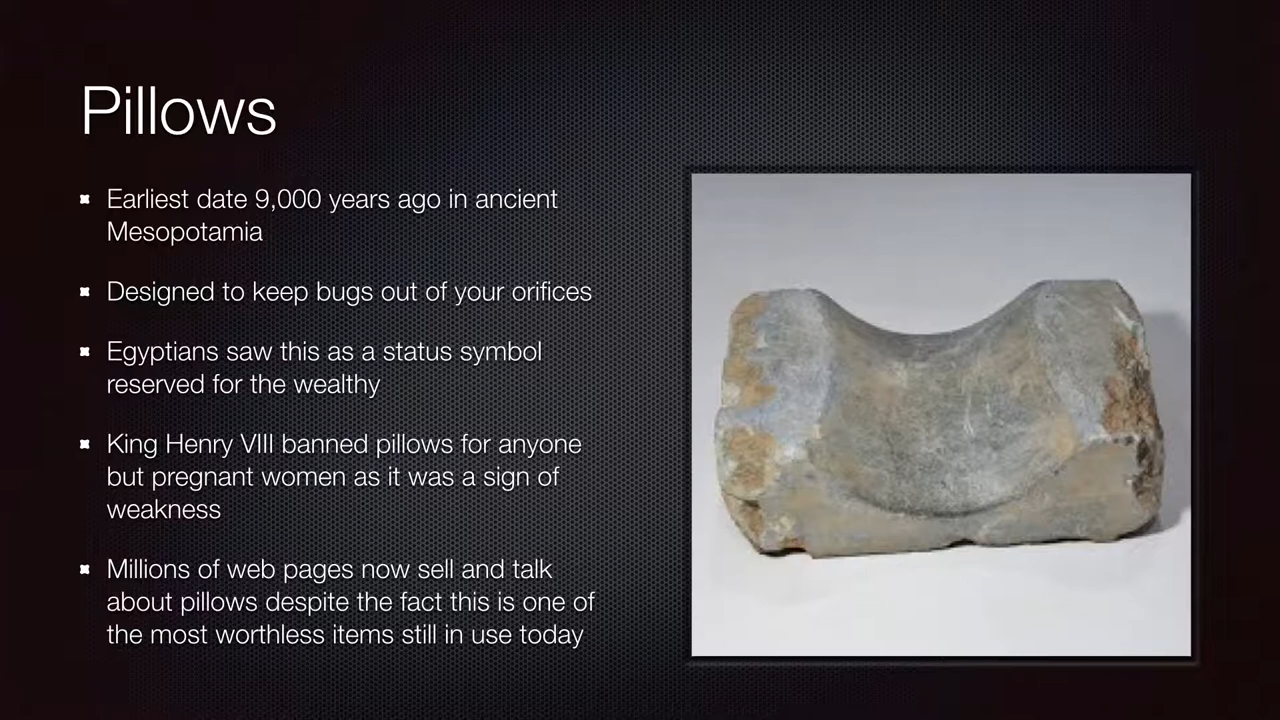 Pillows
Earliest date 9,000 years ago in ancient
Mesopotamia
Designed to keep bugs out of your orifices
Egyptians saw this as a status symbol
reserved for the wealthy
King Henry VIII banned pillows for anyone
but pregnant women as it was a sign of
weakness
Millions of web pages now sell and talk
about pillows despite the fact this is one of
the most worthless items still in use today